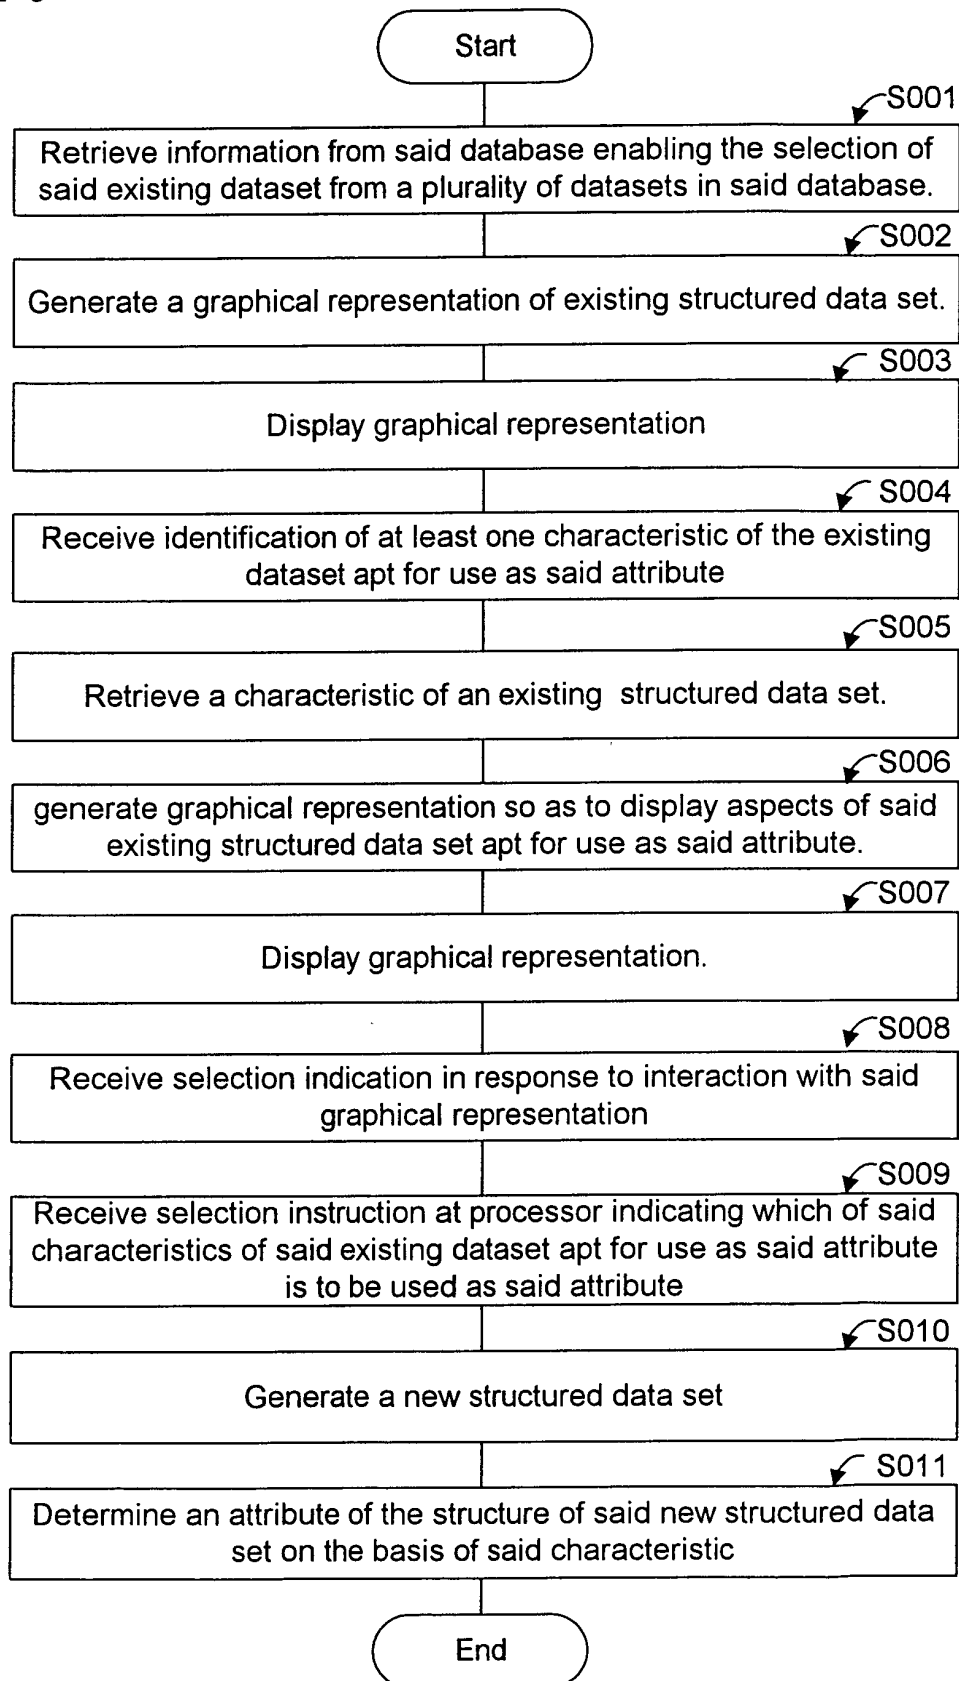 Start
S001
Retrieve information from said database enabling the selection of
said existing dataset from a plurality of datasets in said database.
S002
Generate a graphical representation of existing structured data set.
S003
Display graphical representation
S004
Receive identification of at least one characteristic of the existing
dataset apt for use as said attribute
S005
Retrieve a characteristic of an existing structured data set.
S006
generate graphical representation so as to display aspects of said
existing structured data set apt for use as said attribute.
S007
Display graphical representation.
S008
Receive selection indication in response to interaction with said
graphical representation
S009
Receive selection instruction at processor indicating which of said
characteristics of said existing dataset apt for use as said attribute
is to be used as said attribute
S010
Generate a new structured data set
S011
Determine an attribute of the structure of said new structured data
set on the basis of said characteristic
End